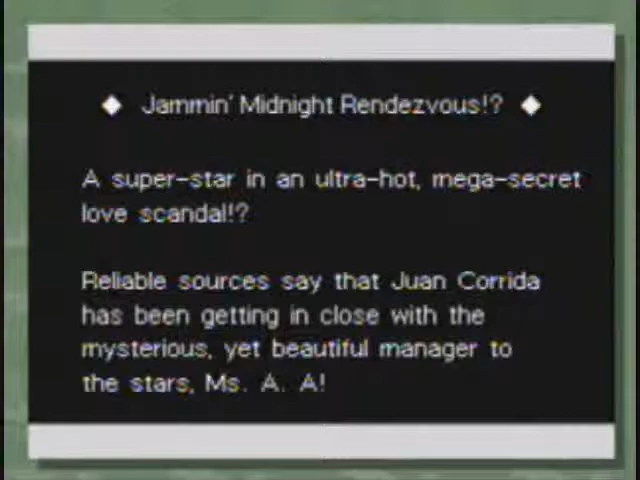 ◆ Jammin' Midnight Rendezvous!? ◆
A super-star in an ultra-hot, mega-secret
love scandal!?
Reliable sources say that Juan Corrida
has been getting in close with the
mysterious, yet beautiful manager to
the stars, Ms. A. A!